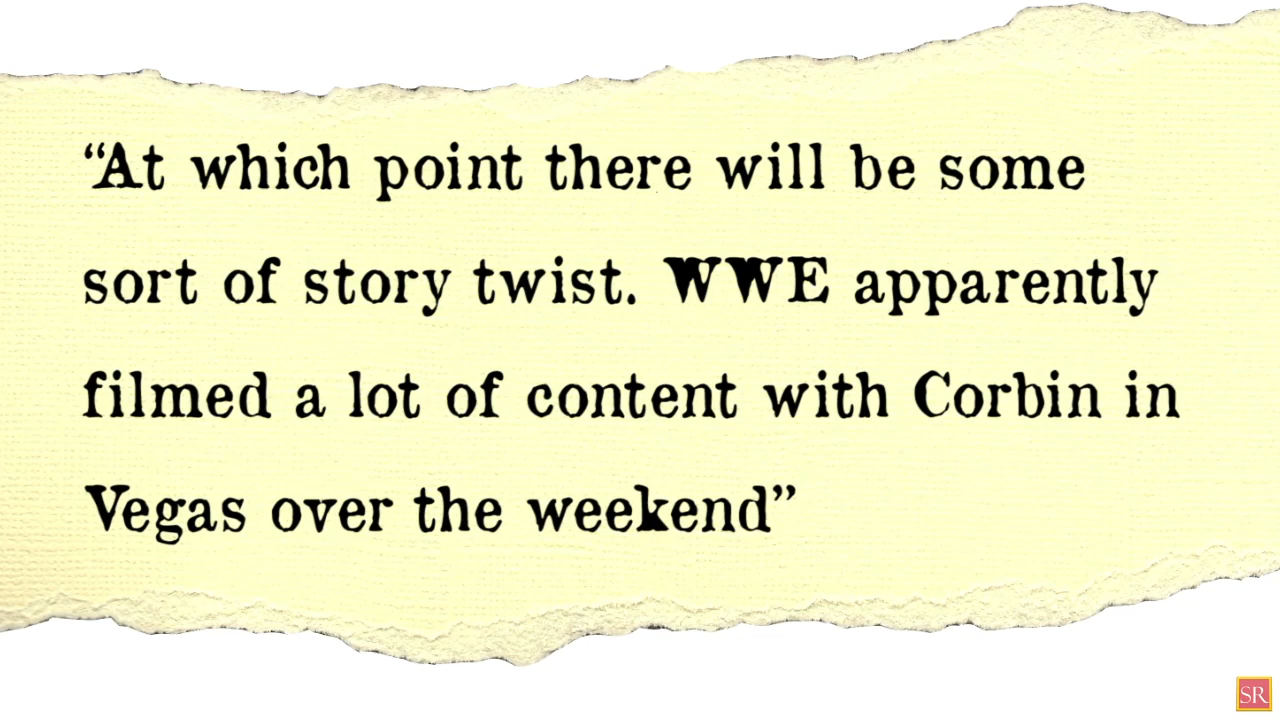 “At which point there will be some
sort of story twist. WWE apparently
filmed a lot of content with Corbin in
Vegas over the weekend”
SR